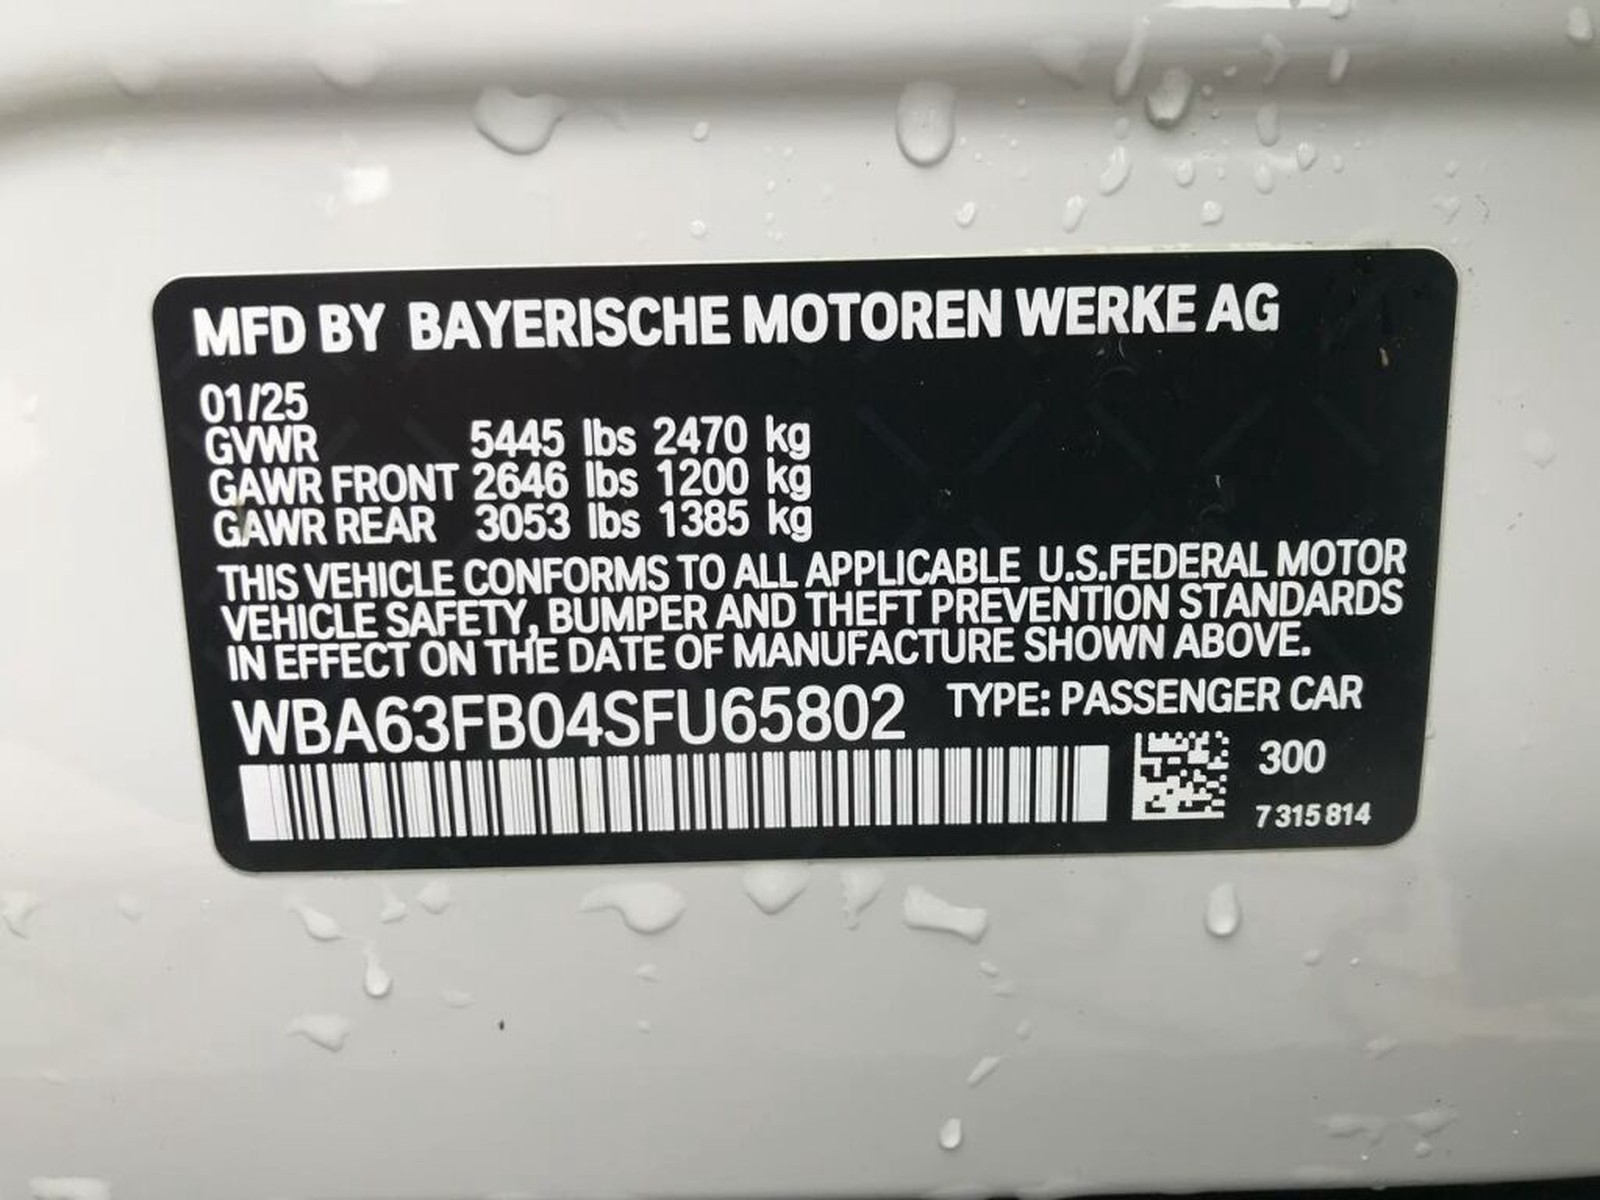 MFD BY BAYERISCHE MOTOREN WERKE AG
01/25
GVWR 5445 lbs 2470 kg
GAWR FRONT 2646 lbs 1200 kg
GAWR REAR 3053 lbs 1385 kg
THIS VEHICLE CONFORMS TO ALL APPLICABLE U.S.FEDERAL MOTOR
VEHICLE SAFETY, BUMPER AND THEFT PREVENTION STANDARDS
IN EFFECT ON THE DATE OF MANUFACTURE SHOWN ABOVE.
WBA63FB04SFU65802 TYPE: PASSENGER CAR
300
7 315 814